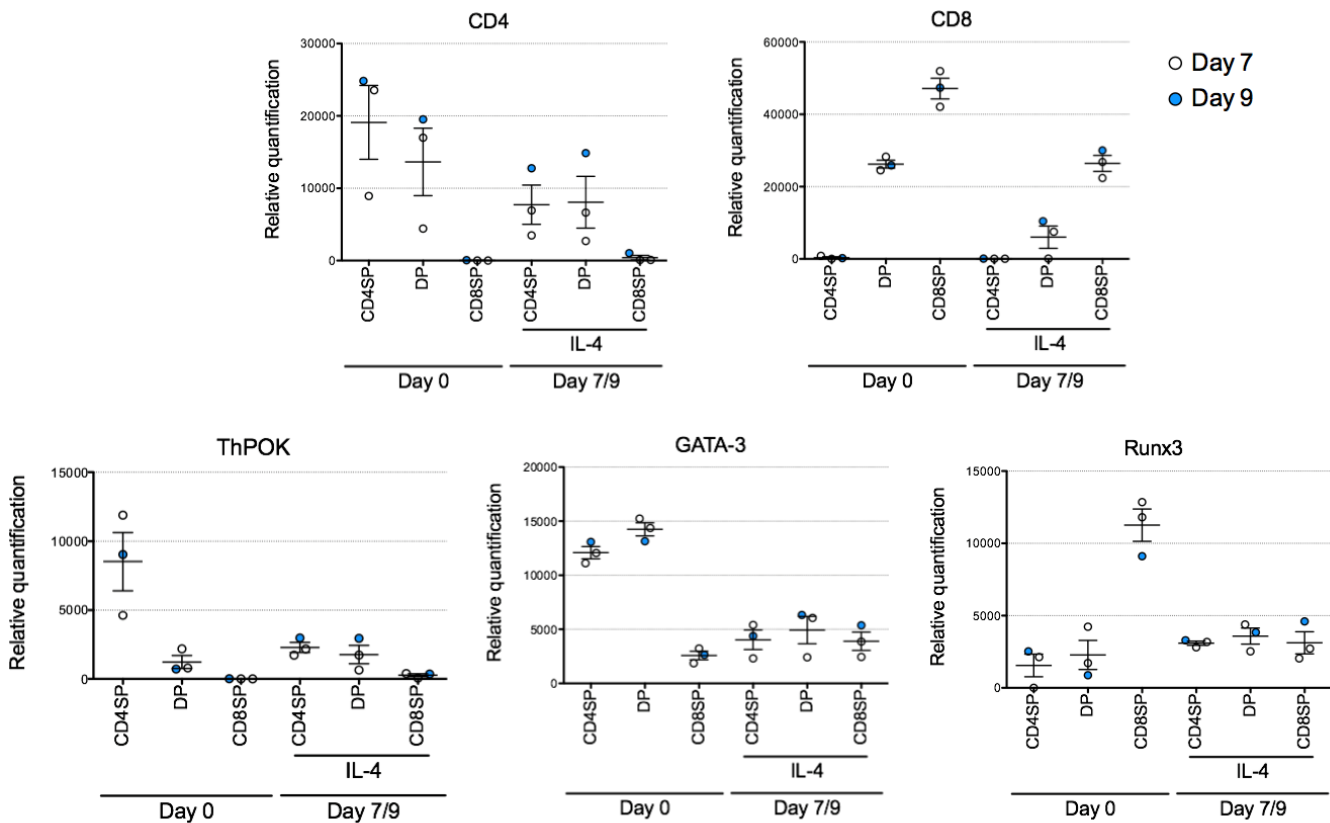 CD4
Relative quantification
30000
20000
10000
0
CD4SP
DP
CD8SP
CD4SP
DP
CD8SP
IL-4
Day 0
Day 7/9
CD8
Relative quantification
60000
40000
20000
0
CD4SP
DP
CD8SP
CD4SP
DP
CD8SP
IL-4
Day 0
Day 7/9
Day 7
Day 9
ThPOK
Relative quantification
15000
10000
5000
0
CD4SP
DP
CD8SP
CD4SP
DP
CD8SP
IL-4
Day 0
Day 7/9
GATA-3
Relative quantification
20000
15000
10000
5000
0
CD4SP
DP
CD8SP
CD4SP
DP
CD8SP
IL-4
Day 0
Day 7/9
Runx3
Relative quantification
15000
10000
5000
0
CD4SP
DP
CD8SP
CD4SP
DP
CD8SP
IL-4
Day 0
Day 7/9